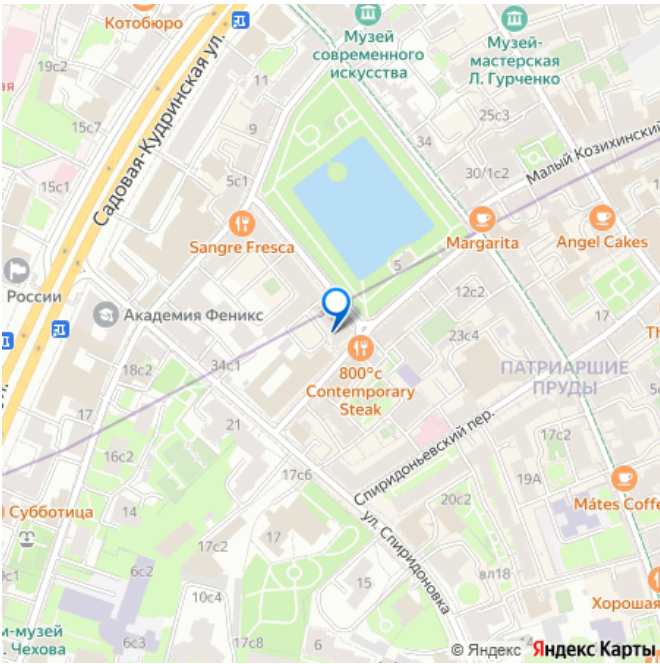 Котобюро
Музей
современного
искусства
Музей-
мастерская
Л. Гурченко
19с2
ая
11
Садовая-Кудринская ул.
25с3
15с7
9
34
Малый Козихинский
30/1с2
5с1
15с1
Sangre Fresca
Margarita
Angel Cakes
5
России
12с2
Академия Феникс
17
23с4
Th
34с1
18с2
800°c
Contemporary
Steak
ПАТРИАРШИЕ
ПРУДЫ
17
21
Спиридоньевский пер.
17с2
16с2
17с6
19А
20с2
Mátes Coffe
Субботица
14
ул. Спиридоновка
17
17с2
6с2
15
вл18
9с1
10с4
Хорошая
м-музей
. Чехова
6с3
17с8
6
© Яндекс Яндекс Карты